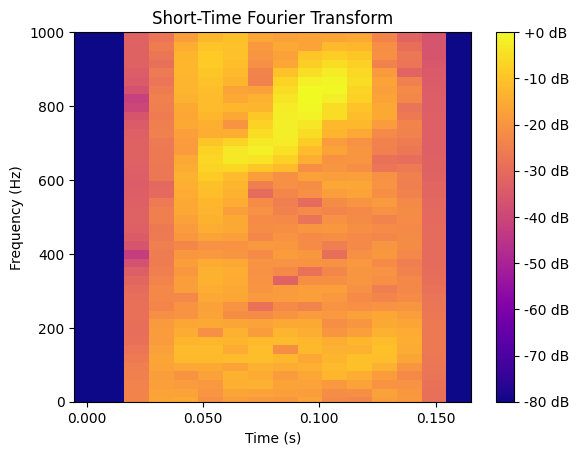 Short-Time Fourier Transform
Frequency (Hz)
1000
800
600
400
200
0
0.000
0.050
0.100
0.150
Time (s)
+0 dB
-10 dB
-20 dB
-30 dB
-40 dB
-50 dB
-60 dB
-70 dB
-80 dB